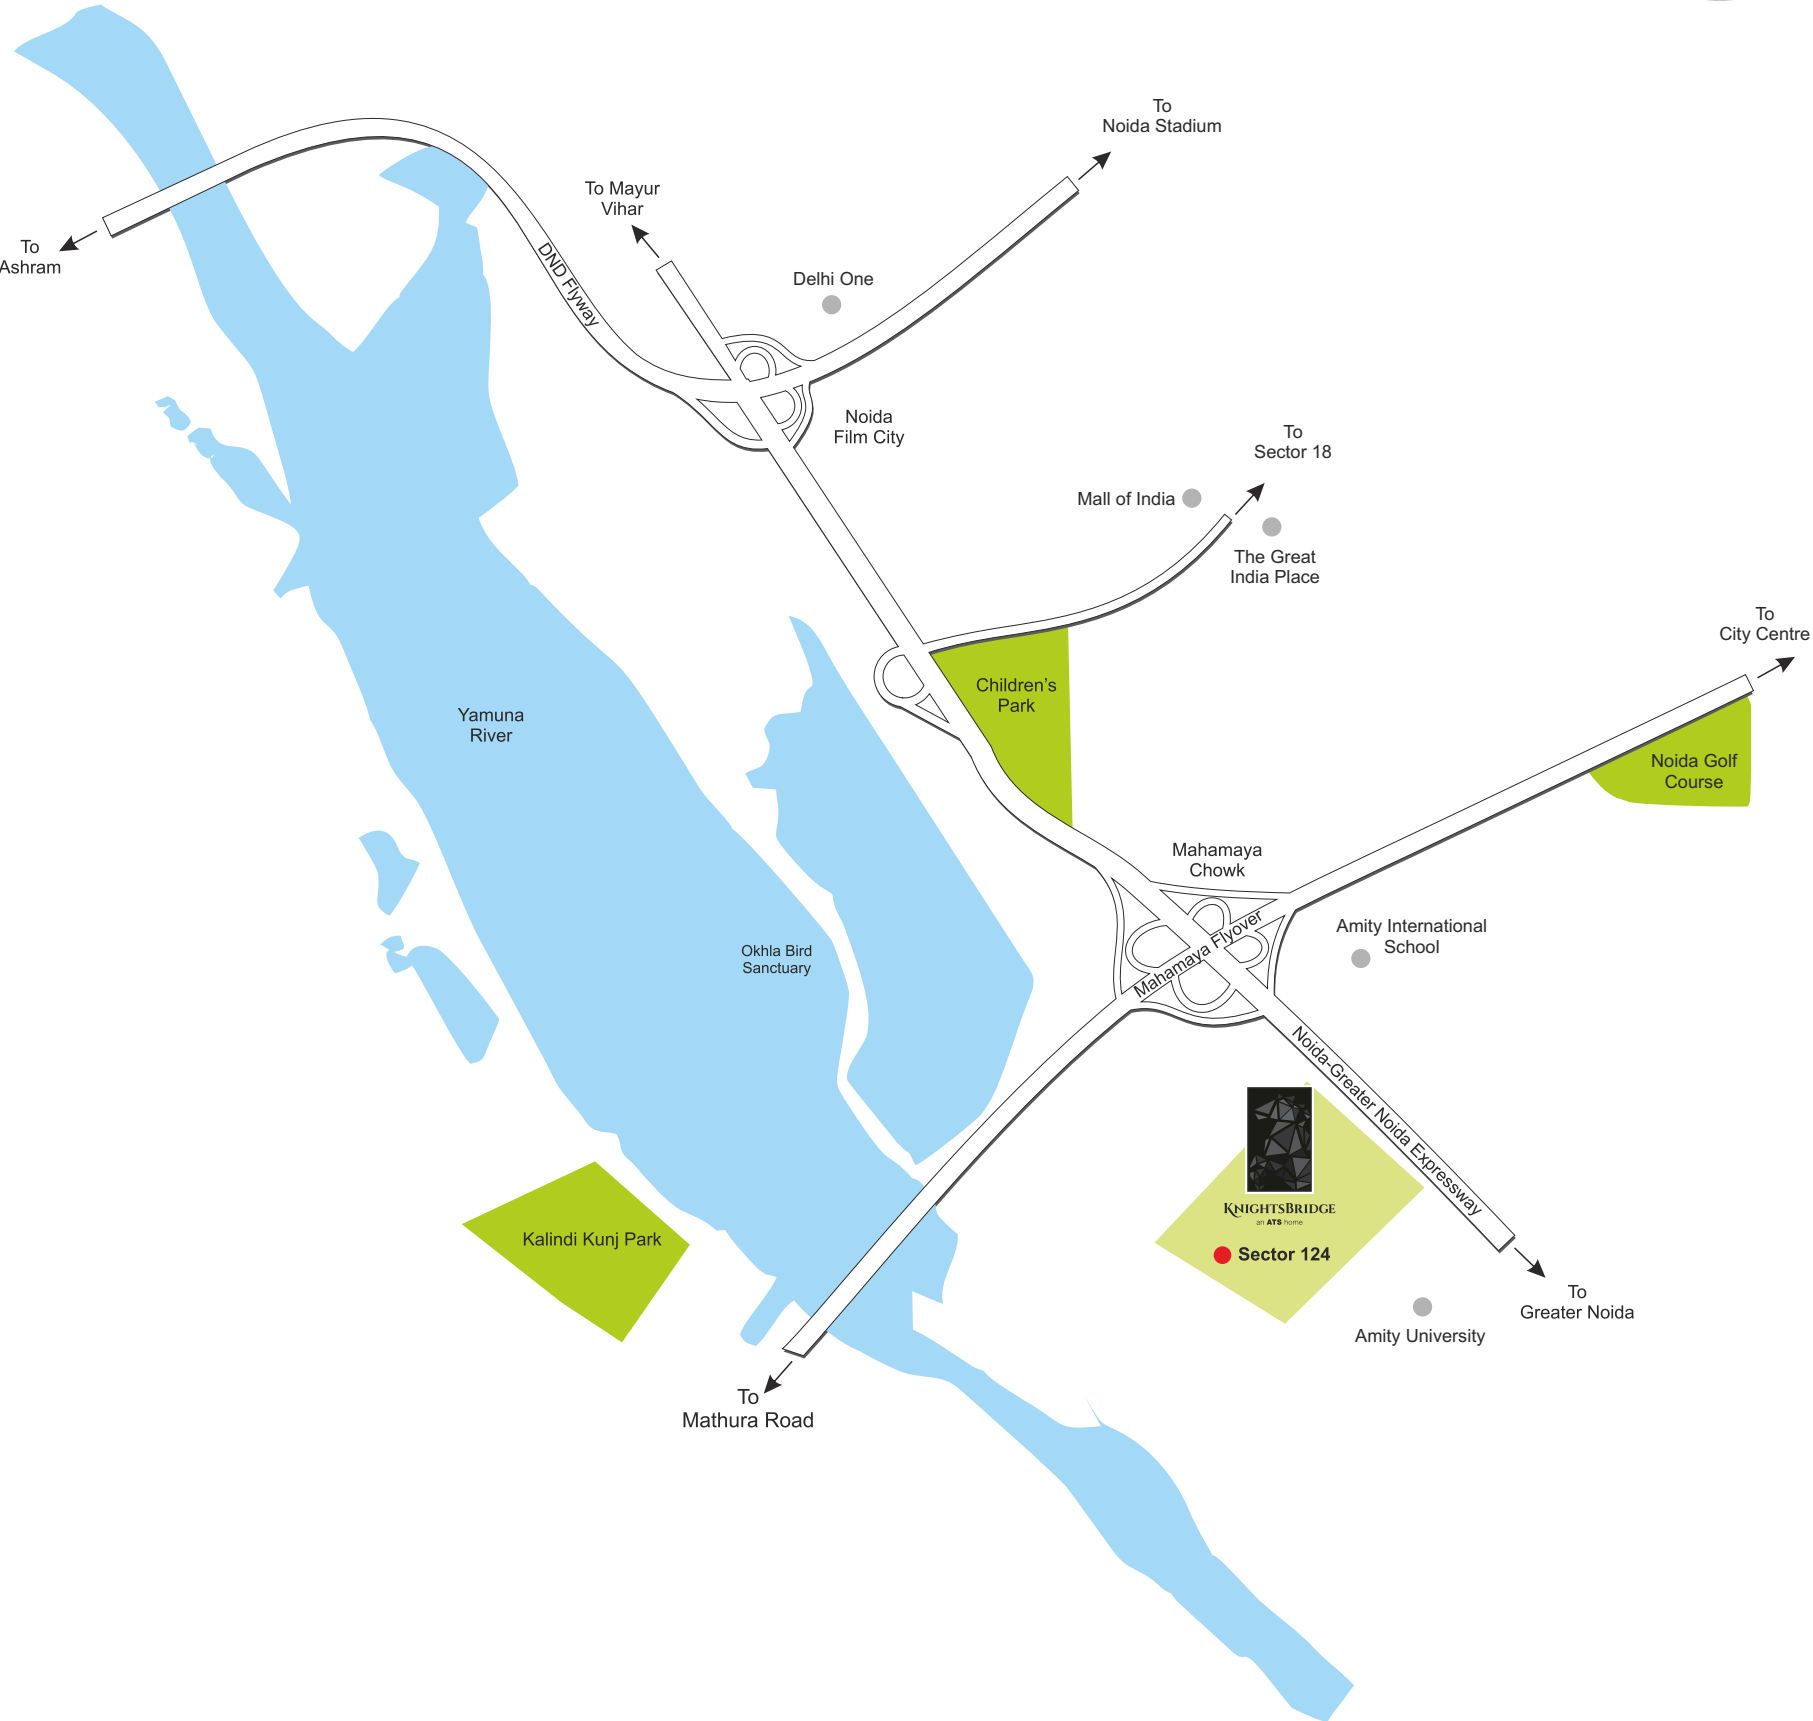 To
Noida Stadium
To Mayur
Vihar
To
Ashram
DND Flyway
Delhi One
Noida
Film City
To
Sector 18
Mall of India
The Great
India Place
To
City Centre
Children's
Park
Yamuna
River
Noida Golf
Course
Mahamaya
Chowk
Mahamaya Flyover
Amity International
School
Okhla Bird
Sanctuary
Noida-Greater Noida Expressway
KNIGHTSBRIDGE
an ATS home
Sector 124
Kalindi Kunj Park
To
Greater Noida
Amity University
To
Mathura Road